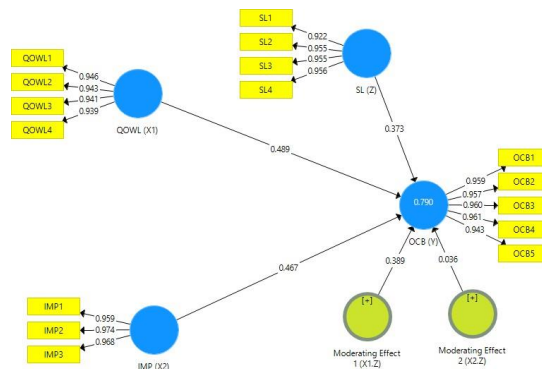 SL1
SL2
SL3
SL4
0.922
0.955
0.955
0.956
SL (Z)
QOWL1
QOWL2
QOWL3
QOWL4
0.946
0.943
0.941
0.939
QOWL (X1)
0.373
0.489
0.790
OCB (Y)
0.959
0.957
0.960
0.961
0.943
OCB1
OCB2
OCB3
OCB4
OCB5
0.467
0.389
0.036
IMP1
IMP2
IMP3
0.959
0.974
0.968
IMP (X2)
[+]
Moderating Effect
1 (X1.Z)
[+]
Moderating Effect
2 (X2.Z)